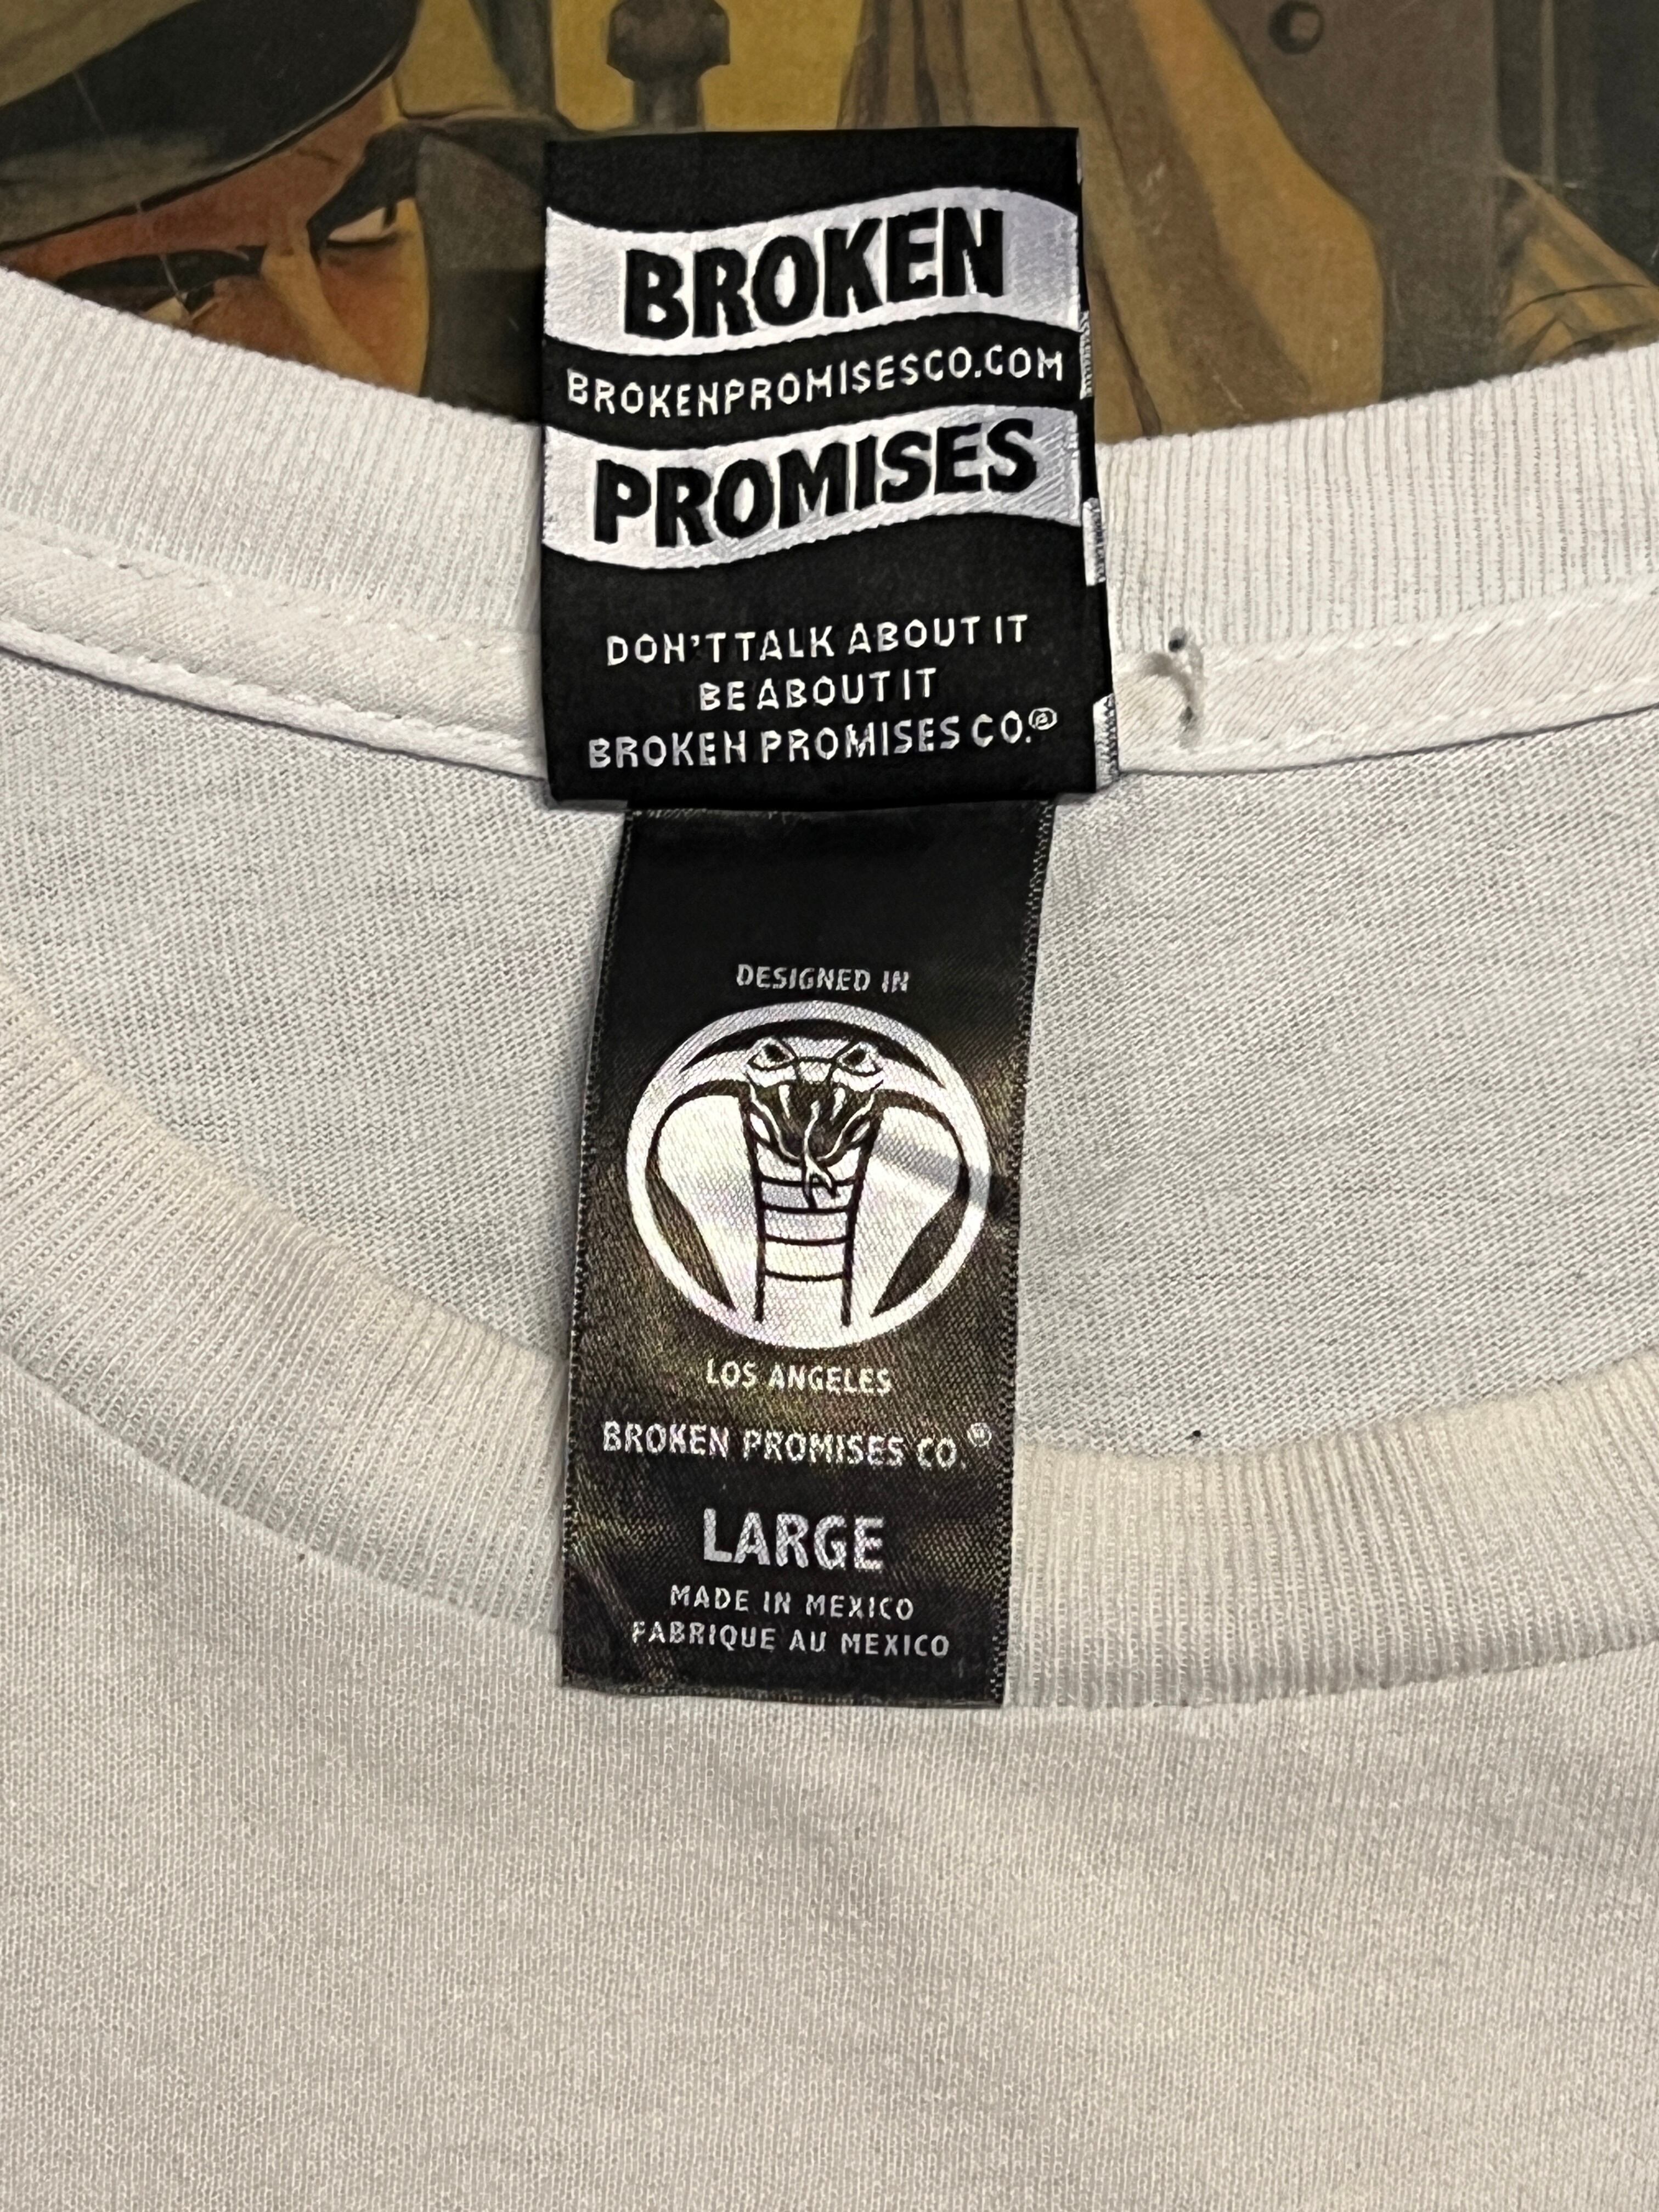 BROKEN
BROKENPROMISESCO.COM
PROMISES
DON'T TALK ABOUT IT
BE ABOUT IT
BROKEN PROMISES CO.®
DESIGNED IN
LOS ANGELES
BROKEN PROMISES CO.®
LARGE
MADE IN MEXICO
FABRIQUE AU MEXICO